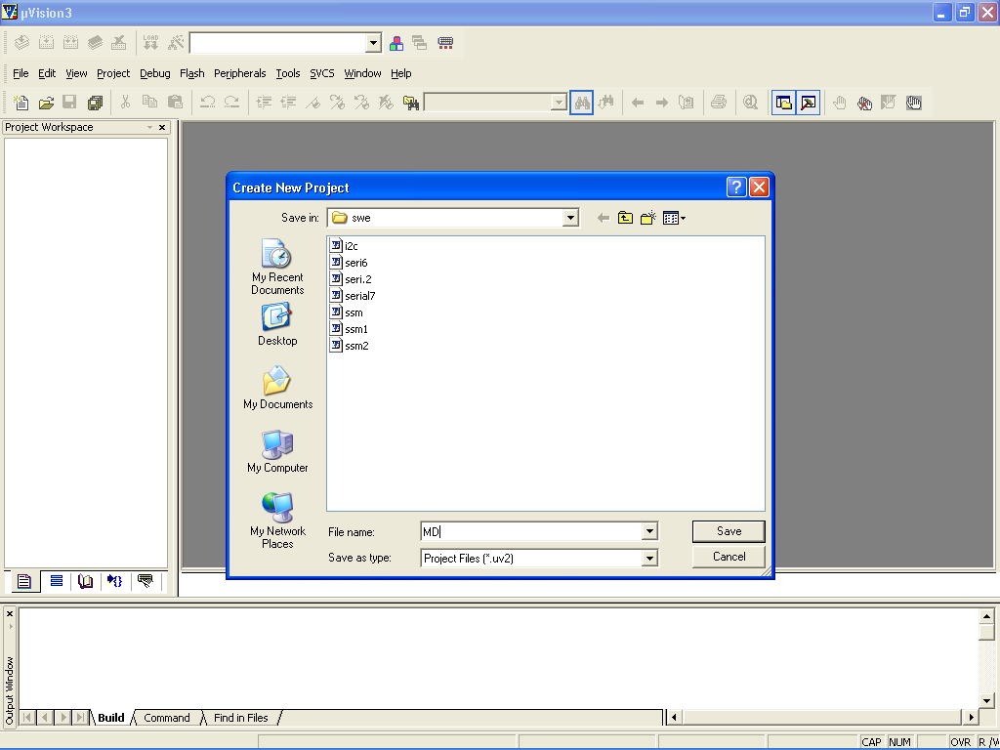 µVision3
LOAD
File Edit View Project Debug Flash Peripherals Tools SVCS Window Help
Project Workspace
Create New Project
Save in: swe
My Recent Documents
Desktop
My Documents
My Computer
My Network Places
i2c
seri6
seri.2
serial7
ssm
ssm1
ssm2
File name: MD
Save
Save as type: Project Files (*.uv2)
Cancel
Output Window
Build Command Find in Files
CAP NUM OVR R /W